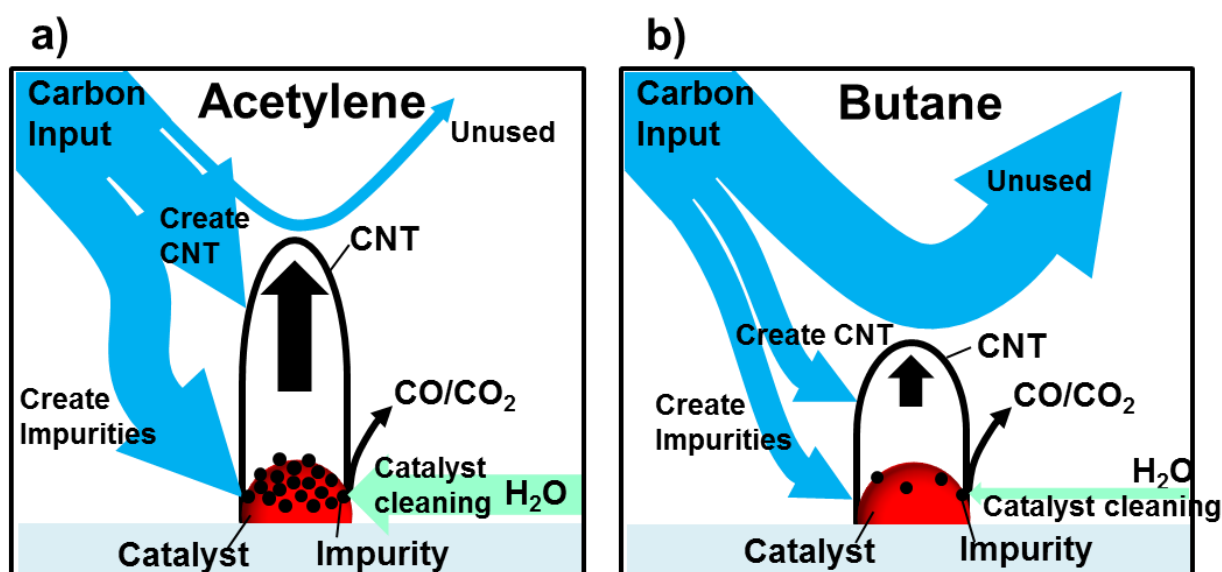 a)
Carbon
Input
Acetylene
Unused
Create
CNT
CNT
CO/CO₂
Create
Impurities
Catalyst
cleaning
H₂O
Catalyst
Impurity
b)
Carbon
Input
Butane
Unused
Create CNT
CNT
CO/CO₂
Create
Impurities
H₂O
Catalyst cleaning
Catalyst
Impurity